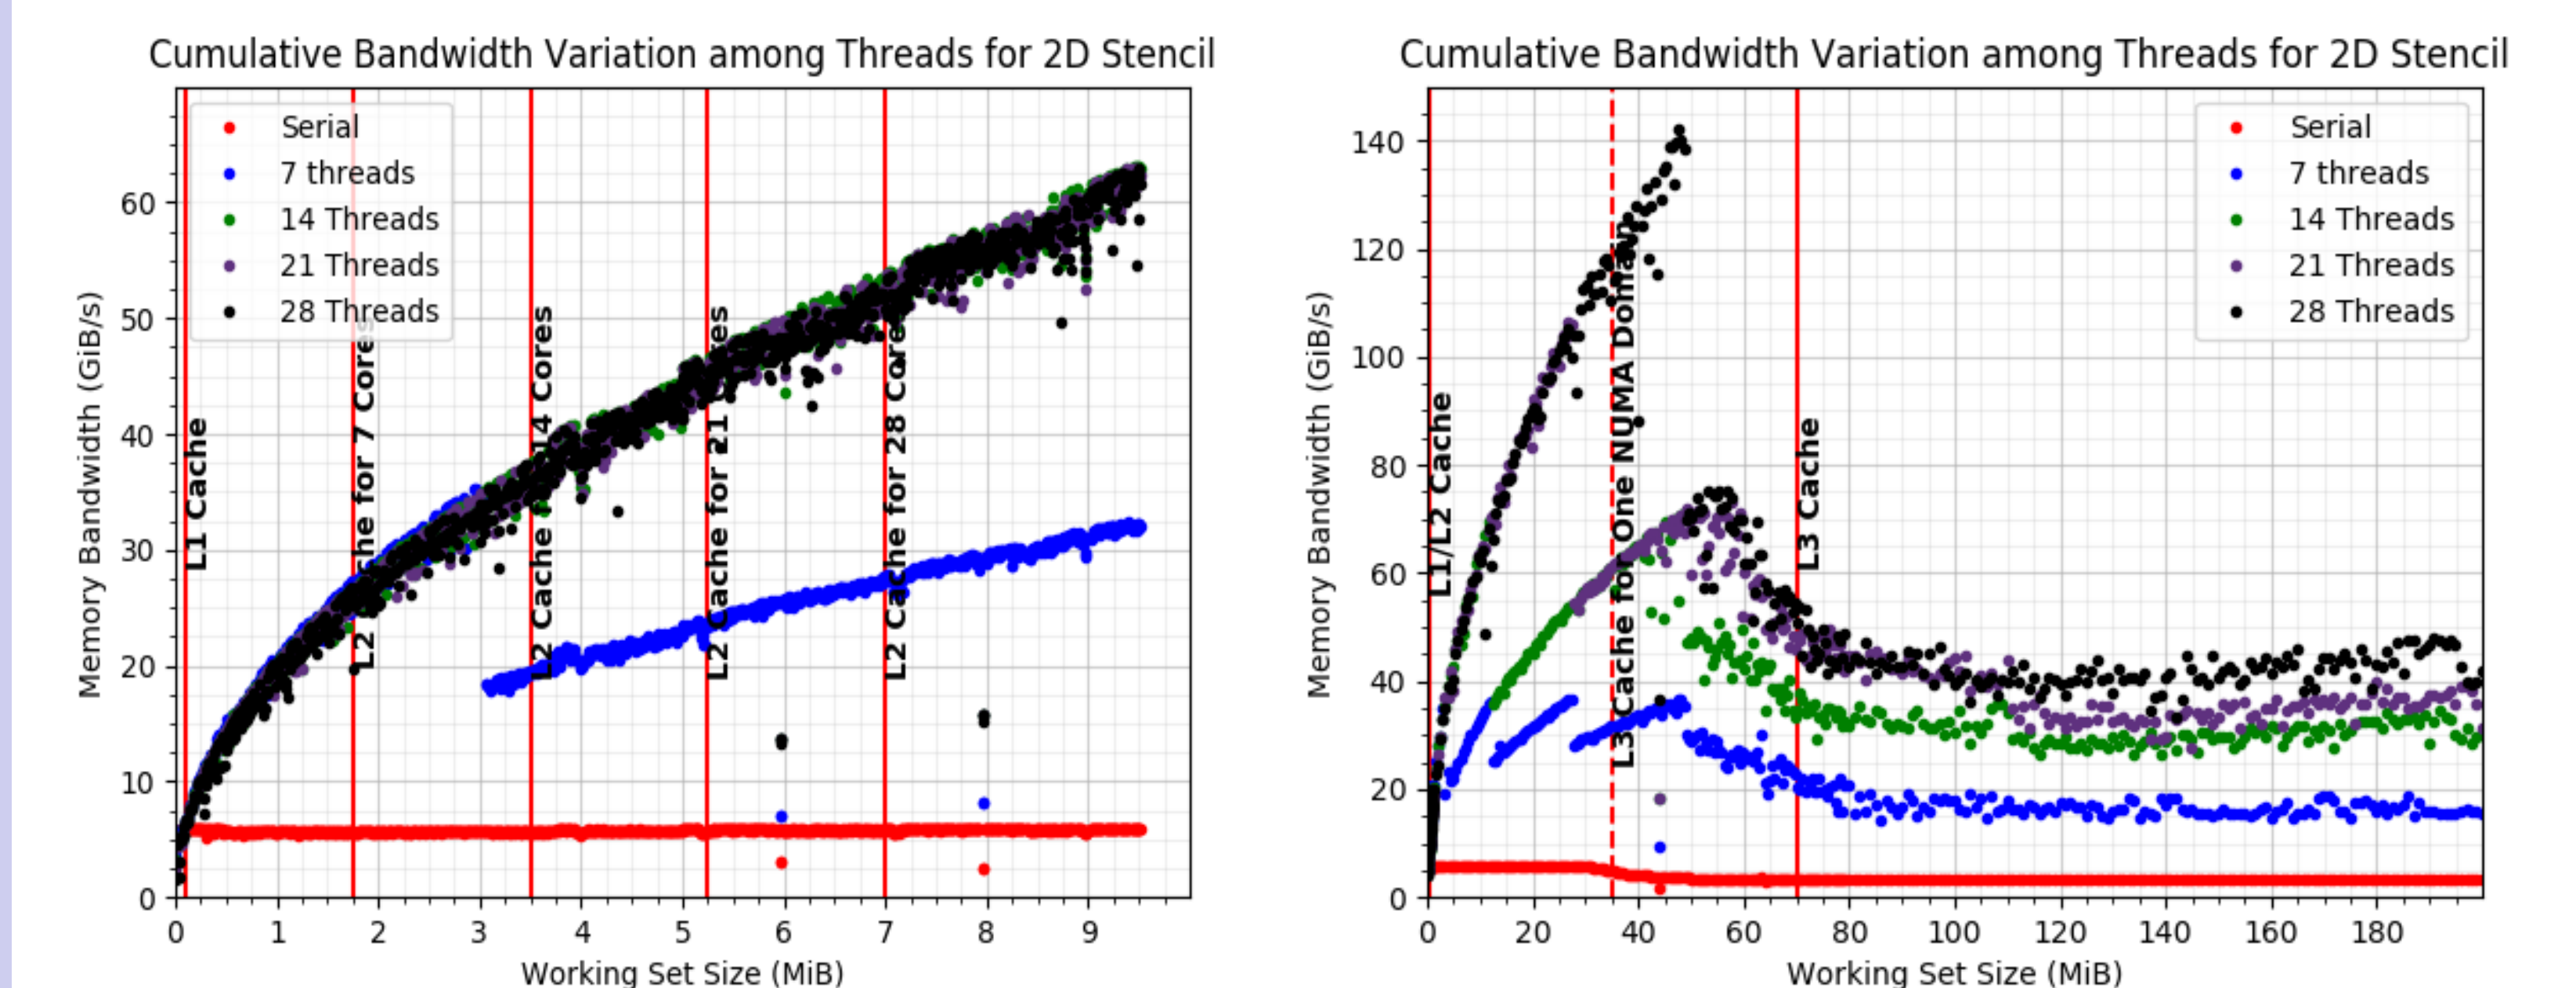 Cumulative Bandwidth Variation among Threads for 2D Stencil
Serial
7 threads
14 Threads
21 Threads
28 Threads
L1 Cache
L2 Cache for 7 Cores
L2 Cache for 14 Cores
L2 Cache for 21 Cores
L2 Cache for 28 Cores
Memory Bandwidth (GiB/s)
60
50
40
30
20
10
0
0 1 2 3 4 5 6 7 8 9
Working Set Size (MiB)
Cumulative Bandwidth Variation among Threads for 2D Stencil
Serial
7 threads
14 Threads
21 Threads
28 Threads
L1/L2 Cache
L3 Cache for One NUMA Domain
L3 Cache
Memory Bandwidth (GiB/s)
140
120
100
80
60
40
20
0
0 20 40 60 80 100 120 140 160 180
Working Set Size (MiB)